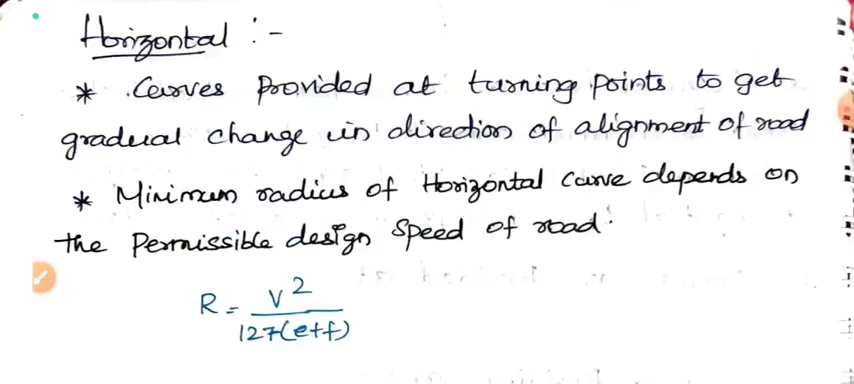 Horizontal :-
* Curves provided at turning points to get
gradual change in direction of alignment of road
* Minimum radius of Horizontal curve depends on
the Permissible design speed of road.
R = V²
127(e+f)